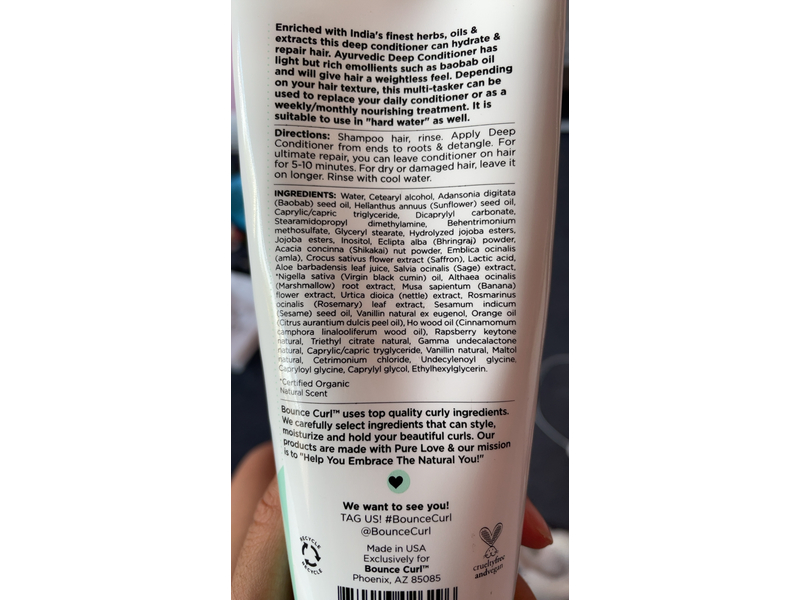 Enriched with India's finest herbs, oils &
extracts this deep conditioner can hydrate &
repair hair. Ayurvedic Deep Conditioner has
light but rich emollients such as baobab oil
and will give hair a weightless feel. Depending
on your hair texture, this multi-tasker can be
used to replace your daily conditioner or as a
weekly/monthly nourishing treatment. It is
suitable to use in "hard water" as well.
Directions: Shampoo hair, rinse. Apply Deep
Conditioner from ends to roots & detangle. For
ultimate repair, you can leave conditioner on hair
for 5-10 minutes. For dry or damaged hair, leave it
on longer. Rinse with cool water.
INGREDIENTS: Water, Cetearyl alcohol, Adansonia digitata
(Baobab) seed oil, Helianthus annuus (Sunflower) seed oil,
Caprylic/capric triglyceride, Dicaprylyl carbonate,
Stearamidopropyl dimethylamine, Behentrimonium
methosulfate, Glyceryl stearate, Hydrolyzed jojoba esters,
Jojoba esters, Inositol, Eclipta alba (Bhringraj) powder,
Acacia concinna (Shikakai) nut powder, Emblica ocinalis
(amla), Crocus sativus flower extract (Saffron), Lactic acid,
Aloe barbadensis leaf juice, Salvia ocinalis (Sage) extract,
*Nigella sativa (Virgin black cumin) oil, Althaea ocinalis
(Marshmallow) root extract, Musa sapientum (Banana)
flower extract, Urtica dioica (nettle) extract, Rosmarinus
ocinalis (Rosemary) leaf extract, Sesamum indicum
(Sesame) seed oil, Vanillin natural ex eugenol, Orange oil
(Citrus aurantium dulcis peel oil), Ho wood oil (Cinnamomum
camphora linalooliferum wood oil), Rapsberry keytone
natural, Triethyl citrate natural, Gamma undecalactone
natural, Caprylic/capric tryglyceride, Vanillin natural, Maltol
natural, Cetrimonium chloride, Undecylenoyl glycine,
Capryloyl glycine, Caprylyl glycol, Ethylhexylglycerin.
*Certified Organic
Natural Scent
Bounce Curl™ uses top quality curly ingredients.
We carefully select ingredients that can style,
moisturize and hold your beautiful curls. Our
products are made with Pure Love & our mission
is to "Help You Embrace The Natural You!"
We want to see you!
TAG US! #BounceCurl
@BounceCurl
RECYCLE
RECYCLE
Made in USA
Exclusively for
Bounce Curl™
Phoenix, AZ 85085
crueltyfree
andvegan